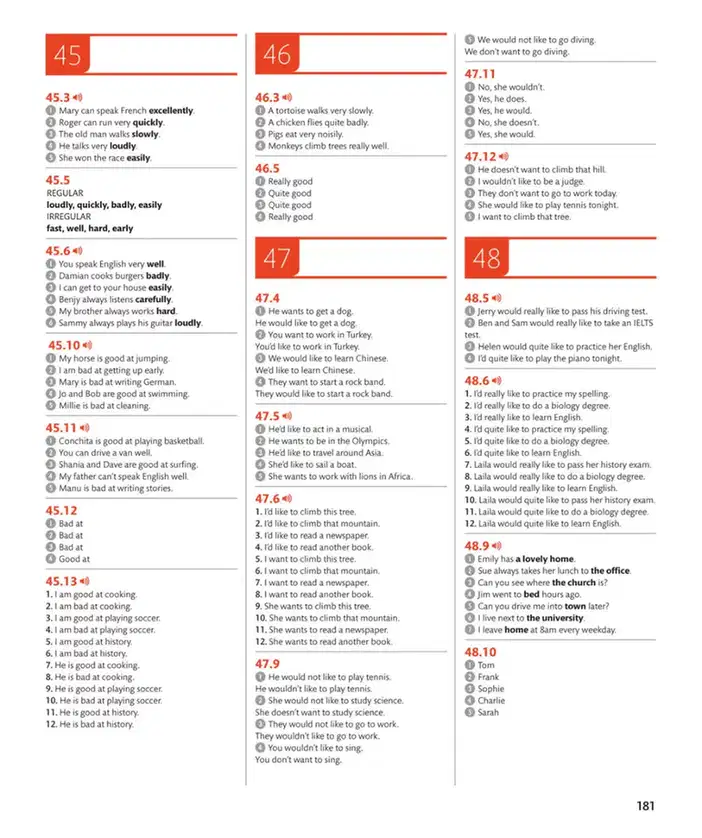 45
45.3
1 Mary can speak French excellently.
2 Roger can run very quickly.
3 The old man walks slowly.
4 He talks very loudly.
5 She won the race easily.
45.5
REGULAR
loudly, quickly, badly, easily
IRREGULAR
fast, well, hard, early
45.6
1 You speak English very well.
2 Damian cooks burgers badly.
3 I can get to your house easily.
4 Benjy always listens carefully.
5 My brother always works hard.
6 Sammy always plays his guitar loudly.
45.10
1 My horse is good at jumping.
2 I am bad at getting up early.
3 Mary is bad at writing German.
4 Jo and Bob are good at swimming.
5 Millie is bad at cleaning.
45.11
1 Conchita is good at playing basketball.
2 You can drive a van well.
3 Shania and Dave are good at surfing.
4 My father can't speak English well.
5 Manu is bad at writing stories.
45.12
1 Bad at
2 Bad at
3 Bad at
4 Good at
45.13
1. I am good at cooking.
2. I am bad at cooking.
3. I am good at playing soccer.
4. I am bad at playing soccer.
5. I am good at history.
6. I am bad at history.
7. He is good at cooking.
8. He is bad at cooking.
9. He is good at playing soccer.
10. He is bad at playing soccer.
11. He is good at history.
12. He is bad at history.
46
46.3
1 A tortoise walks very slowly.
2 A chicken flies quite badly.
3 Pigs eat very noisily.
4 Monkeys climb trees really well.
46.5
1 Really good
2 Quite good
3 Quite good
4 Really good
47
47.4
1 He wants to get a dog.
He would like to get a dog.
2 You want to work in Turkey.
You'd like to work in Turkey.
3 We would like to learn Chinese.
We'd like to learn Chinese.
4 They want to start a rock band.
They would like to start a rock band.
47.5
1 He'd like to act in a musical.
2 He wants to be in the Olympics.
3 He'd like to travel around Asia.
4 She'd like to sail a boat.
5 She wants to work with lions in Africa.
47.6
1. I'd like to climb this tree.
2. I'd like to climb that mountain.
3. I'd like to read a newspaper.
4. I'd like to read another book.
5. I want to climb this tree.
6. I want to climb that mountain.
7. I want to read a newspaper.
8. I want to read another book.
9. She wants to climb this tree.
10. She wants to climb that mountain.
11. She wants to read a newspaper.
12. She wants to read another book.
47.9
1 He would not like to play tennis.
He wouldn't like to play tennis.
2 She would not like to study science.
She doesn't want to study science.
3 They would not like to go to work.
They wouldn't like to go to work.
4 You wouldn't like to sing.
You don't want to sing.
5 We would not like to go diving.
We don't want to go diving.
47.11
1 No, she wouldn't.
2 Yes, he does.
3 Yes, he would.
4 No, she doesn't.
5 Yes, she would.
47.12
1 He doesn't want to climb that hill.
2 I wouldn't like to be a judge.
3 They don't want to go to work today.
4 She would like to play tennis tonight.
5 I want to climb that tree.
48
48.5
1 Jerry would really like to pass his driving test.
2 Ben and Sam would really like to take an IELTS
test.
3 Helen would quite like to practice her English.
4 I'd quite like to play the piano tonight.
48.6
1. I'd really like to practice my spelling.
2. I'd really like to do a biology degree.
3. I'd really like to learn English.
4. I'd quite like to practice my spelling.
5. I'd quite like to do a biology degree.
6. I'd quite like to learn English.
7. Laila would really like to pass her history exam.
8. Laila would really like to do a biology degree.
9. Laila would really like to learn English.
10. Laila would quite like to pass her history exam.
11. Laila would quite like to do a biology degree.
12. Laila would quite like to learn English.
48.9
1 Emily has a lovely home.
2 Sue always takes her lunch to the office.
3 Can you see where the church is?
4 Jim went to bed hours ago.
5 Can you drive me into town later?
6 I live next to the university.
7 I leave home at 8am every weekday.
48.10
1 Tom
2 Frank
3 Sophie
4 Charlie
5 Sarah
181